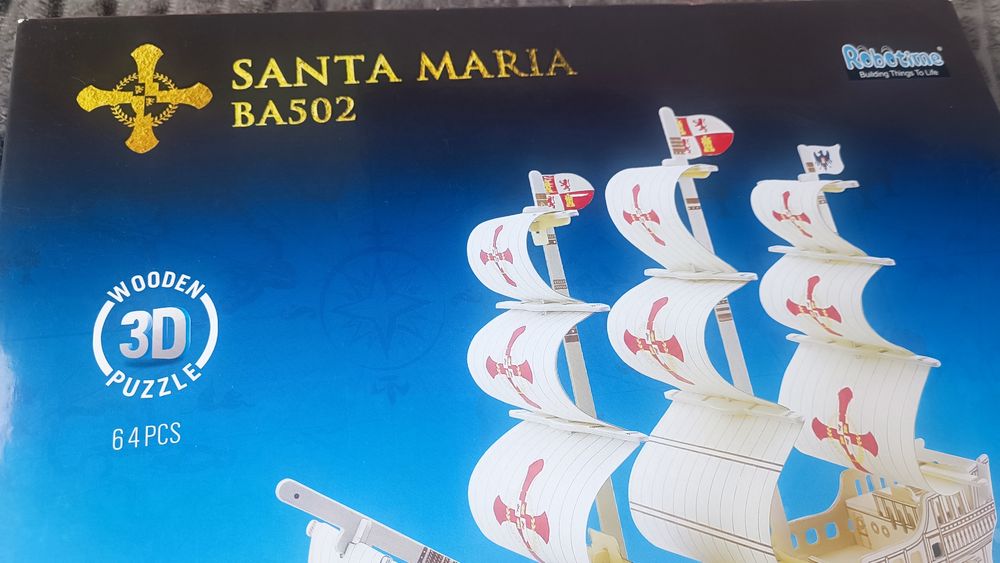 SANTA MARIA
BA502
Robotime
Building Things To Life
WOODEN
3D
PUZZLE
64PCS